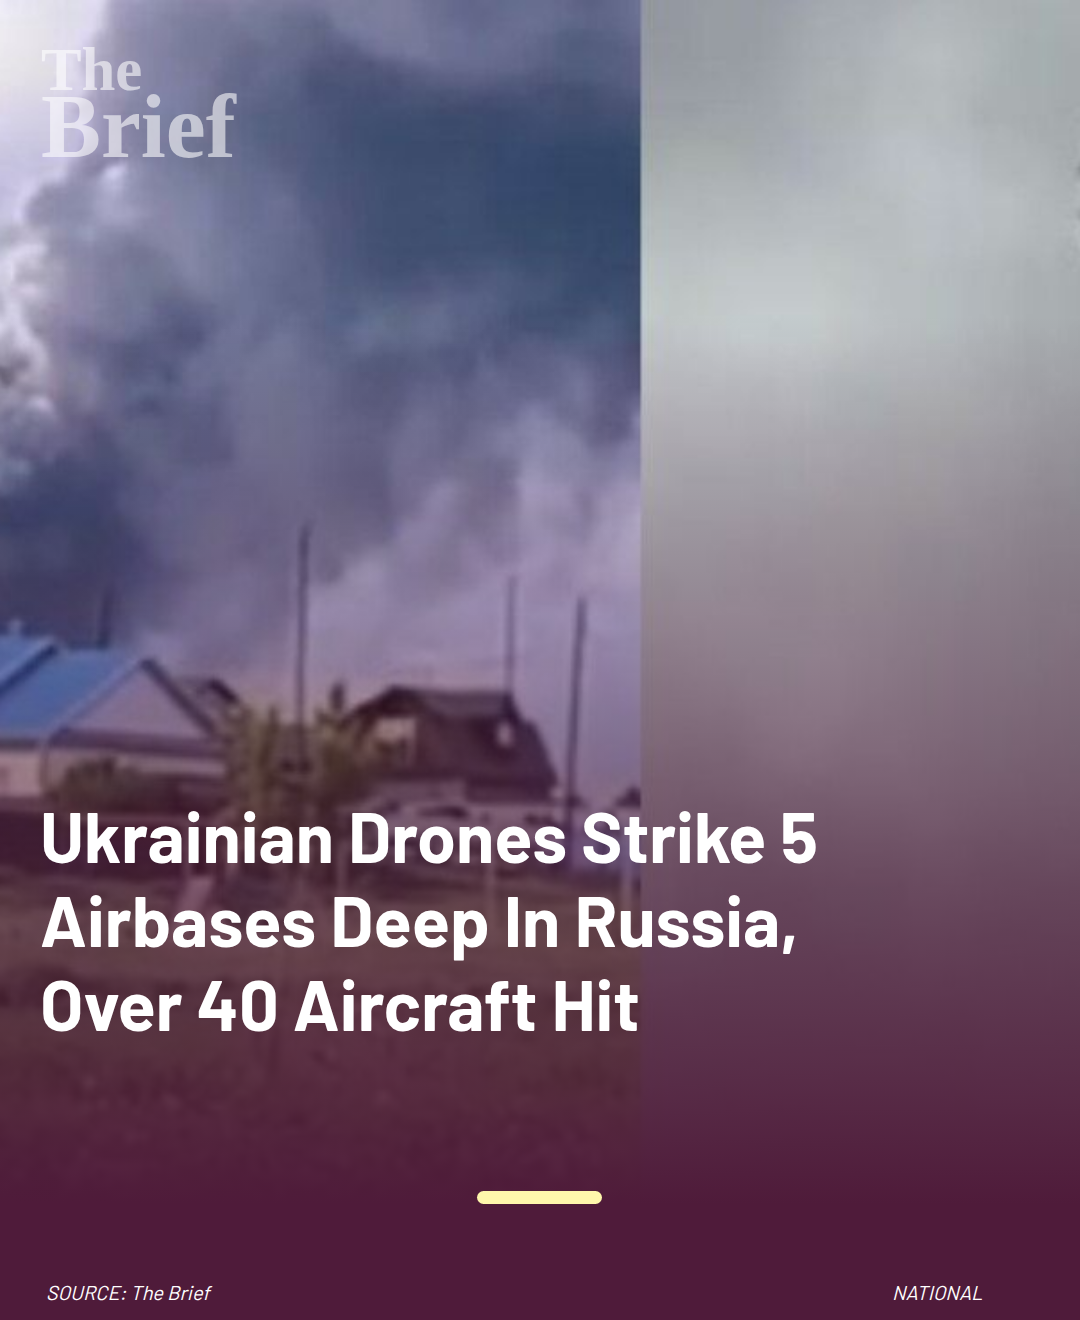 The
Brief
Ukrainian Drones Strike 5
Airbases Deep In Russia,
Over 40 Aircraft Hit
SOURCE: The Brief
NATIONAL